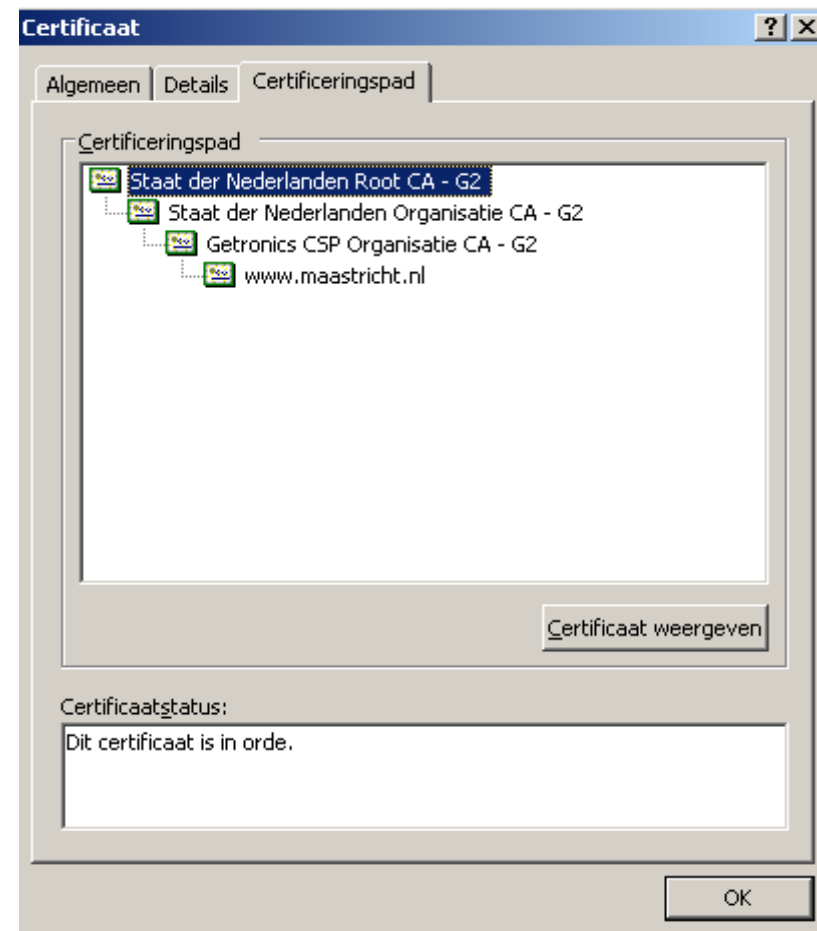 Certificaat
Algemeen Details Certificeringspad
Certificeringspad
Staat der Nederlanden Root CA - G2
Staat der Nederlanden Organisatie CA - G2
Getronics CSP Organisatie CA - G2
www.maastricht.nl
Certificaat weergeven
Certificaatstatus:
Dit certificaat is in orde.
OK